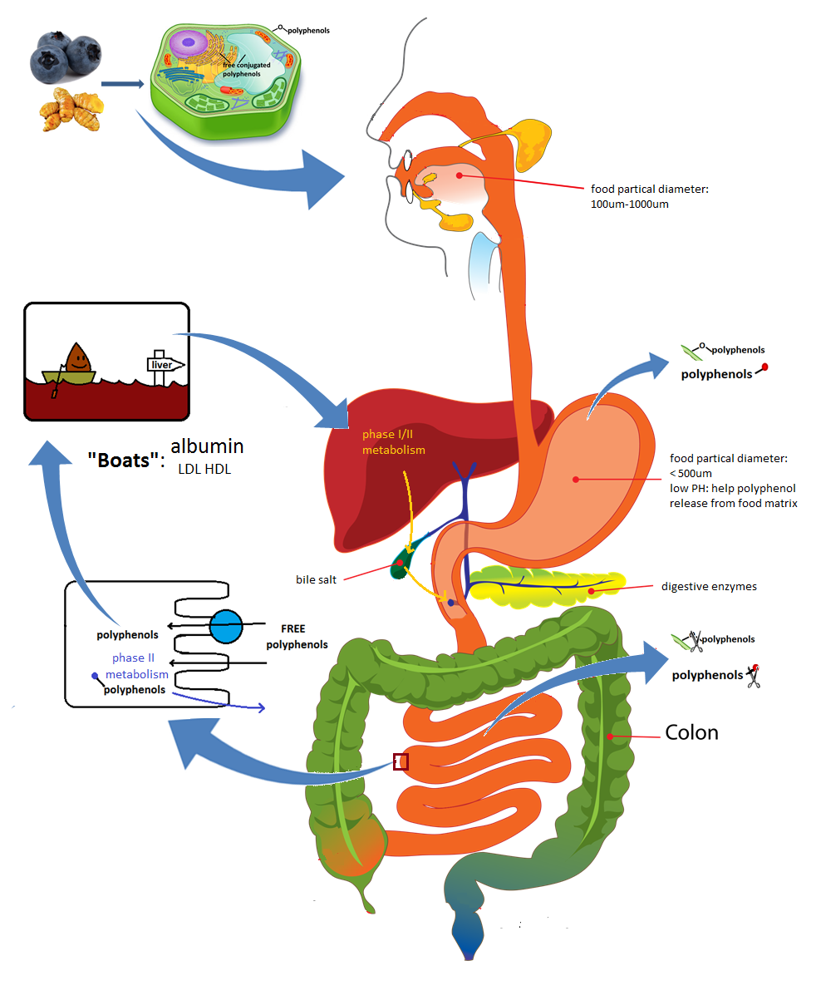 O polyphenols
free conjugated
polyphenols
food partical diameter:
100um-1000um
liver
O polyphenols
polyphenols
"Boats": albumin
LDL HDL
phase I/II
metabolism
food partical diameter:
<500um
low PH: help polyphenol
release from food matrix
bile salt
digestive enzymes
polyphenols
FREE
polyphenols
phase II
metabolism
polyphenols
polyphenols
polyphenols
Colon